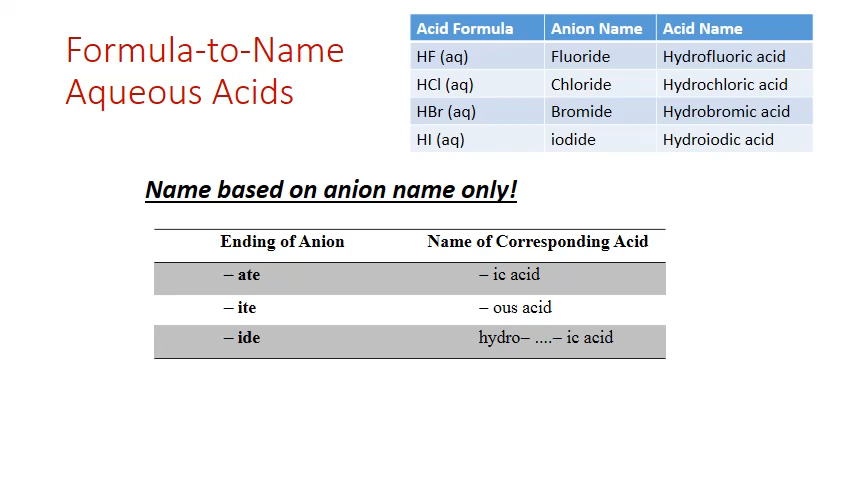 Formula-to-Name
Aqueous Acids
Acid Formula Anion Name Acid Name
HF (aq) Fluoride Hydrofluoric acid
HCl (aq) Chloride Hydrochloric acid
HBr (aq) Bromide Hydrobromic acid
HI (aq) iodide Hydroiodic acid
Name based on anion name only!
Ending of Anion Name of Corresponding Acid
– ate – ic acid
– ite – ous acid
– ide hydro– ....– ic acid